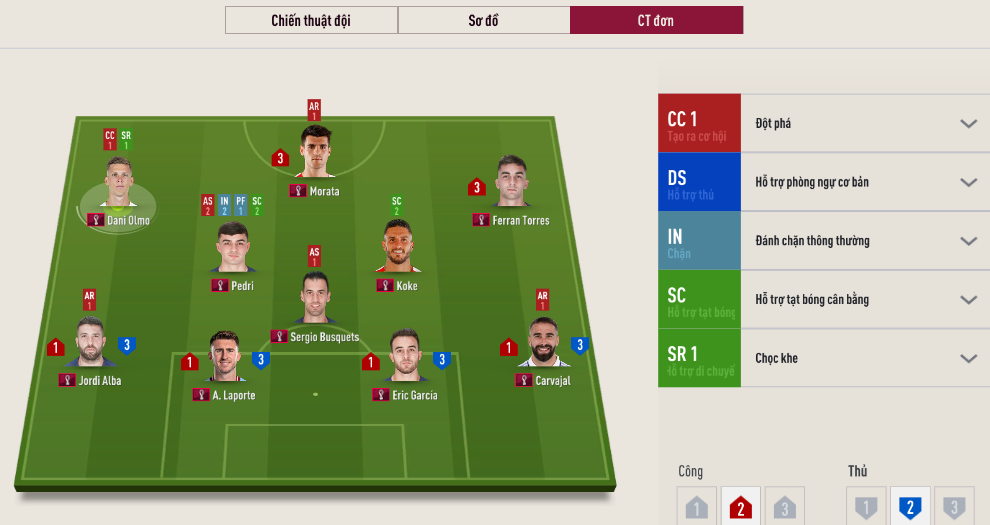 Chiến thuật đội
Sơ đồ
CT đơn
AR
1
3
Morata
CC SR
1 1
Dani Olmo
3
Ferran Torres
AS IN PF SC
2 2 1 2
Pedri
SC
2
Koke
AS
1
Sergio Busquets
AR
1
1
3
Jordi Alba
1
3
A. Laporte
1
3
Eric García
AR
1
1
3
Carvajal
CC 1
Tạo ra cơ hội
Đột phá
DS
Hỗ trợ thủ
Hỗ trợ phòng ngự cơ bản
IN
Chặn
Đánh chặn thông thường
SC
Hỗ trợ tạt bóng
Hỗ trợ tạt bóng cân bằng
SR 1
Hỗ trợ di chuyể
Chọc khe
Công
1 2 3
Thủ
1 2 3